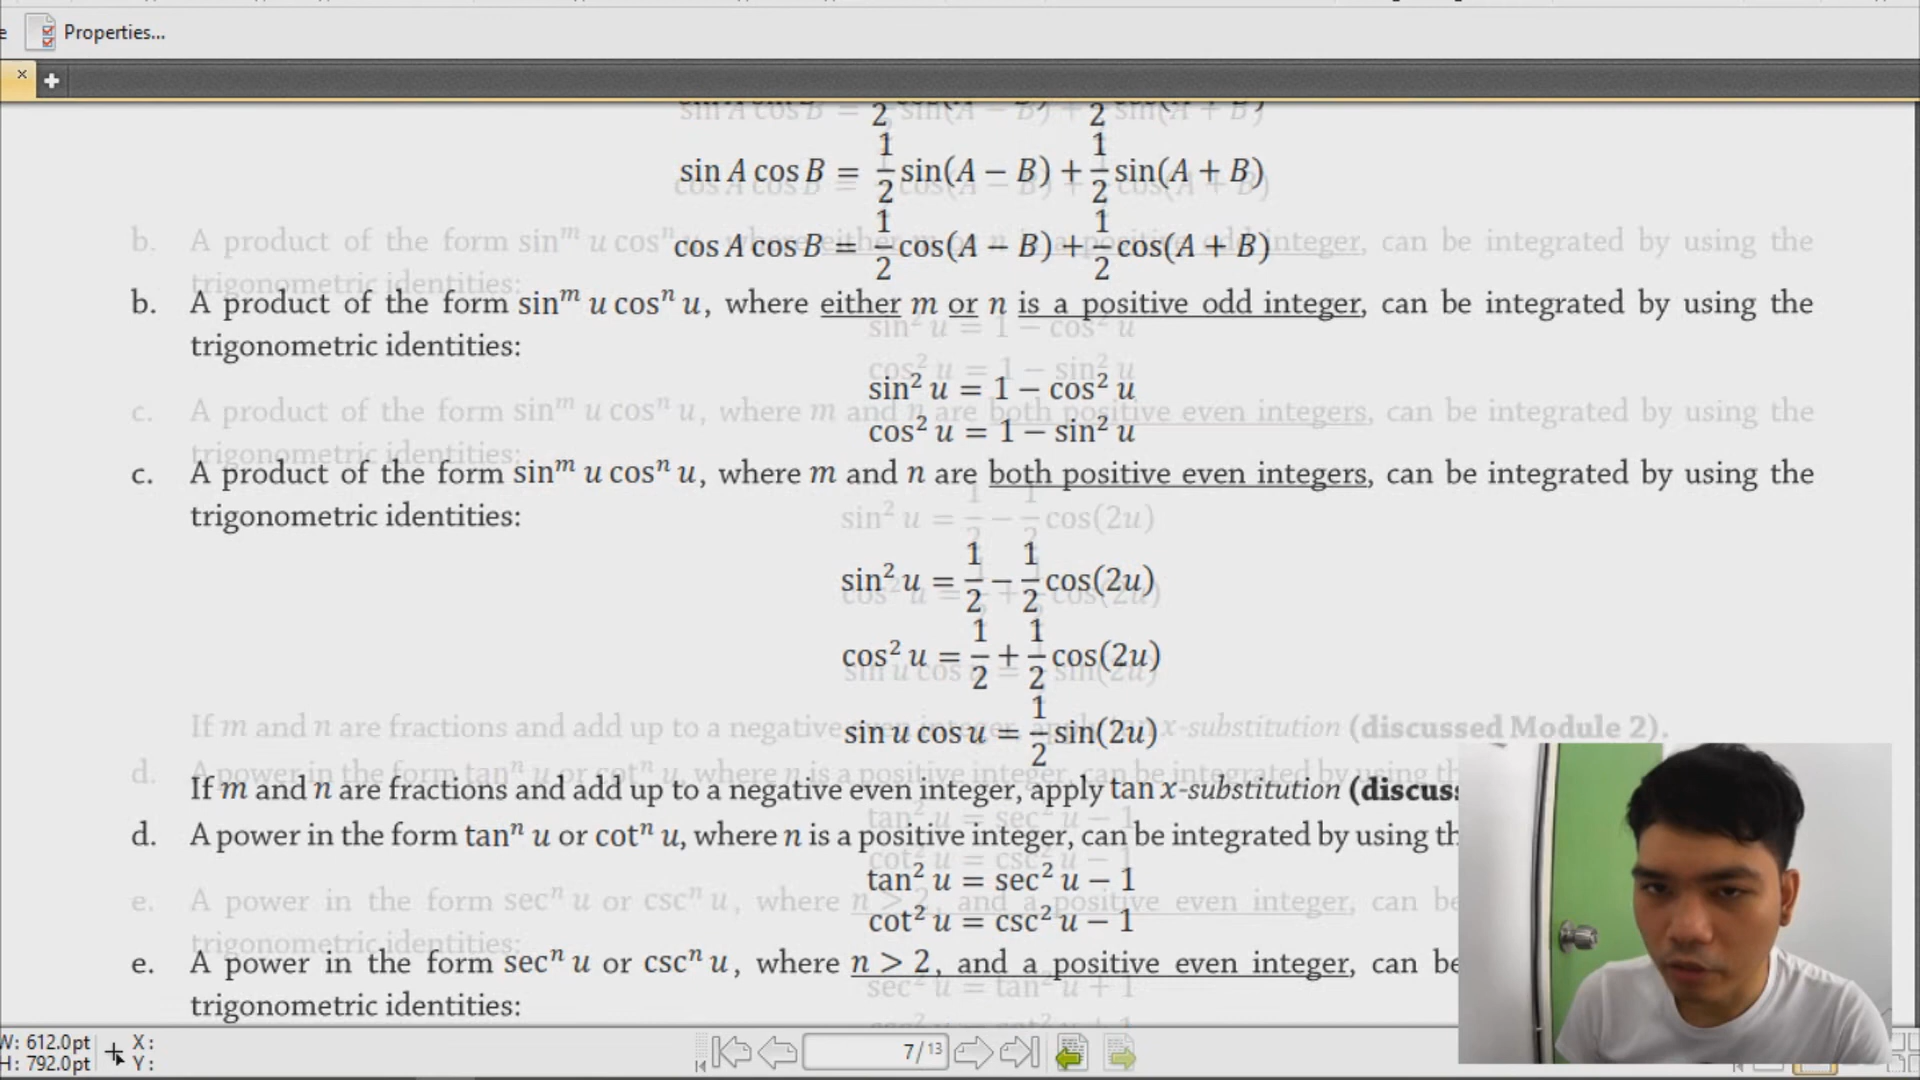 Properties...
sin A cos B = 1/2 sin(A − B) + 1/2 sin(A + B)
cos A cos B = 1/2 cos(A − B) + 1/2 cos(A + B)
b. A product of the form sinᵐ u cosⁿ u, where either m or n is a positive odd integer, can be integrated by using the
trigonometric identities:
sin² u = 1 − cos² u
cos² u = 1 − sin² u
c. A product of the form sinᵐ u cosⁿ u, where m and n are both positive even integers, can be integrated by using the
trigonometric identities:
sin² u = 1/2 − 1/2 cos(2u)
cos² u = 1/2 + 1/2 cos(2u)
sin u cos u = 1/2 sin(2u)
If m and n are fractions and add up to a negative even integer, apply tan x-substitution (discuss
d. A power in the form tanⁿ u or cotⁿ u, where n is a positive integer, can be integrated by using th
tan² u = sec² u − 1
cot² u = csc² u − 1
e. A power in the form secⁿ u or cscⁿ u, where n > 2, and a positive even integer, can be
trigonometric identities:
W: 612.0pt X:
H: 792.0pt Y:
7/13